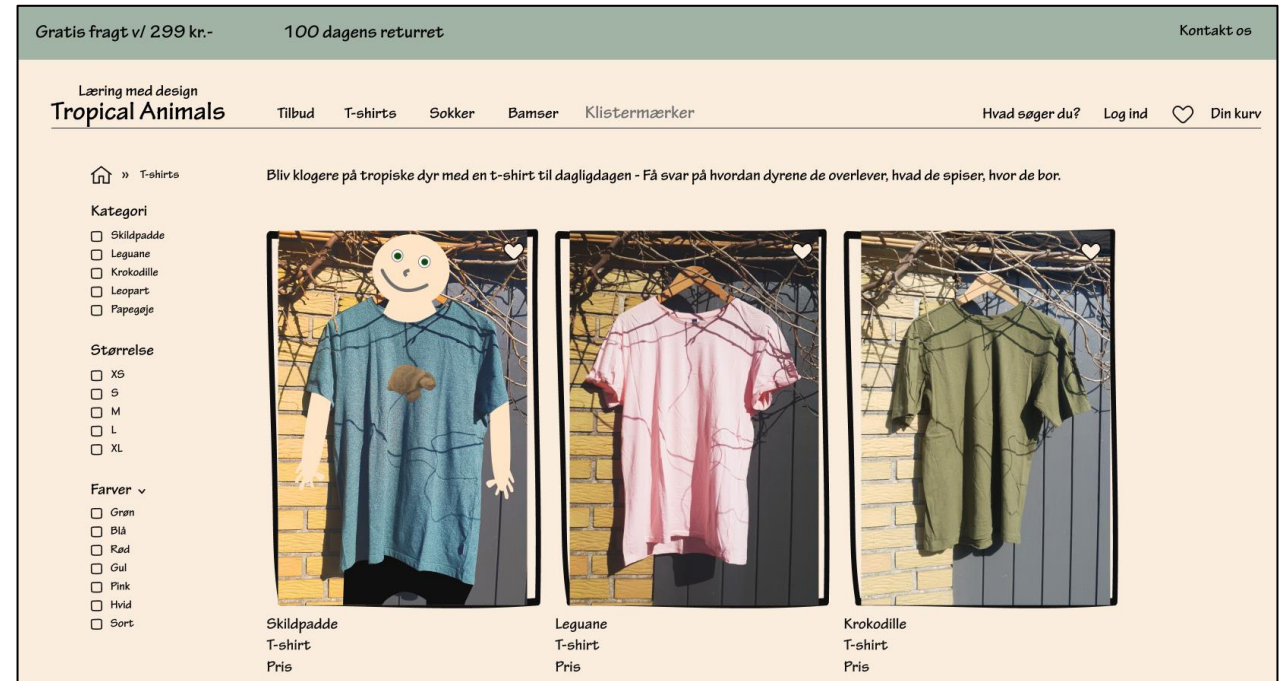 Gratis fragt v/ 299 kr.-
100 dagens returret
Kontakt os
Læring med design
Tropical Animals
Tilbud
T-shirts
Sokker
Bamser
Klistermærker
Hvad søger du?
Log ind
Din kurv
» T-shirts
Bliv klogere på tropiske dyr med en t-shirt til dagligdagen - Få svar på hvordan dyrene de overlever, hvad de spiser, hvor de bor.
Kategori
Skildpadde
Leguane
Krokodille
Leopart
Papegøje
Størrelse
XS
S
M
L
XL
Farver
Grøn
Blå
Rød
Gul
Pink
Hvid
Sort
Skildpadde
T-shirt
Pris
Leguane
T-shirt
Pris
Krokodille
T-shirt
Pris